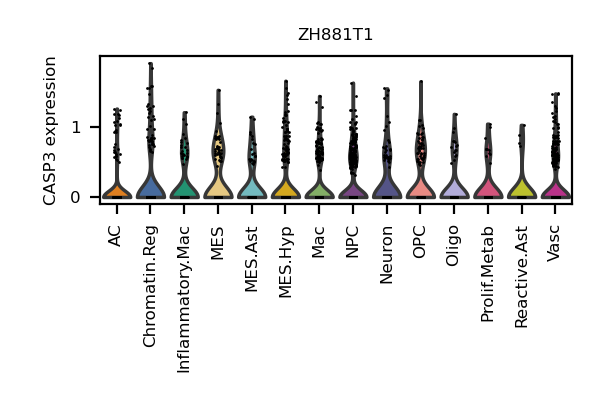 ZH881T1
CASP3 expression
1
0
AC
Chromatin.Reg
Inflammatory.Mac
MES
MES.Ast
MES.Hyp
Mac
NPC
Neuron
OPC
Oligo
Prolif.Metab
Reactive.Ast
Vasc